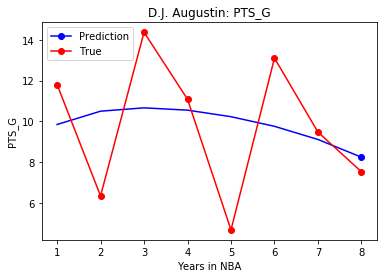 D.J. Augustin: PTS_G
Prediction
True
PTS_G
14
12
10
8
6
1 2 3 4 5 6 7 8
Years in NBA